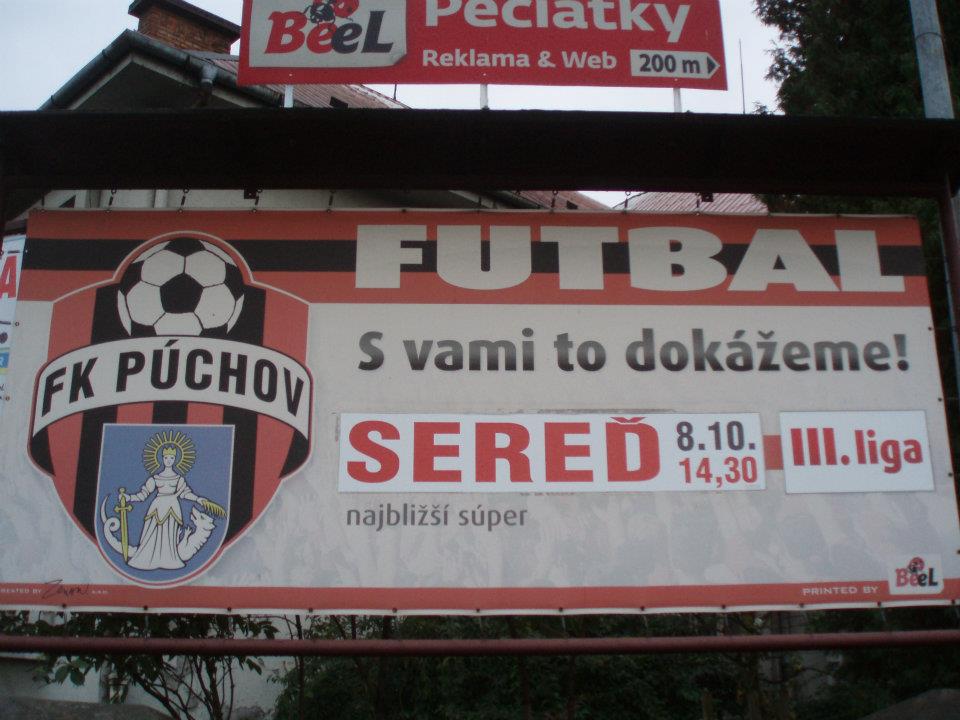 BeeL
Pečiatky
Reklama & Web
200 m
FUTBAL
FK PÚCHOV
S vami to dokážeme!
SEREĎ
8.10.
14,30
III. liga
najbližší súper
PRINTED BY
BeeL
A